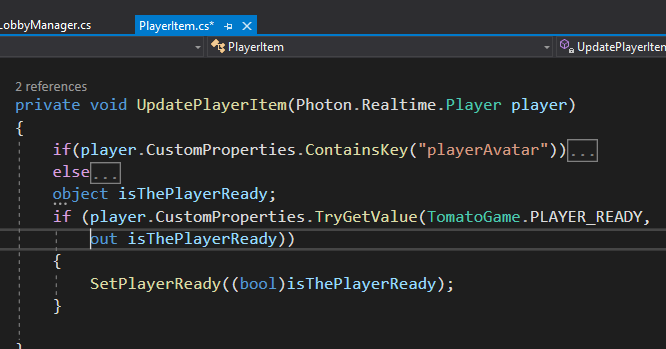 LobbyManager.cs
PlayerItem.cs*
PlayerItem
UpdatePlayerItem
2 references
private void UpdatePlayerItem(Photon.Realtime.Player player)
{
if(player.CustomProperties.ContainsKey("playerAvatar"))...
else...
object isThePlayerReady;
if (player.CustomProperties.TryGetValue(TomatoGame.PLAYER_READY,
out isThePlayerReady))
{
SetPlayerReady((bool)isThePlayerReady);
}
}